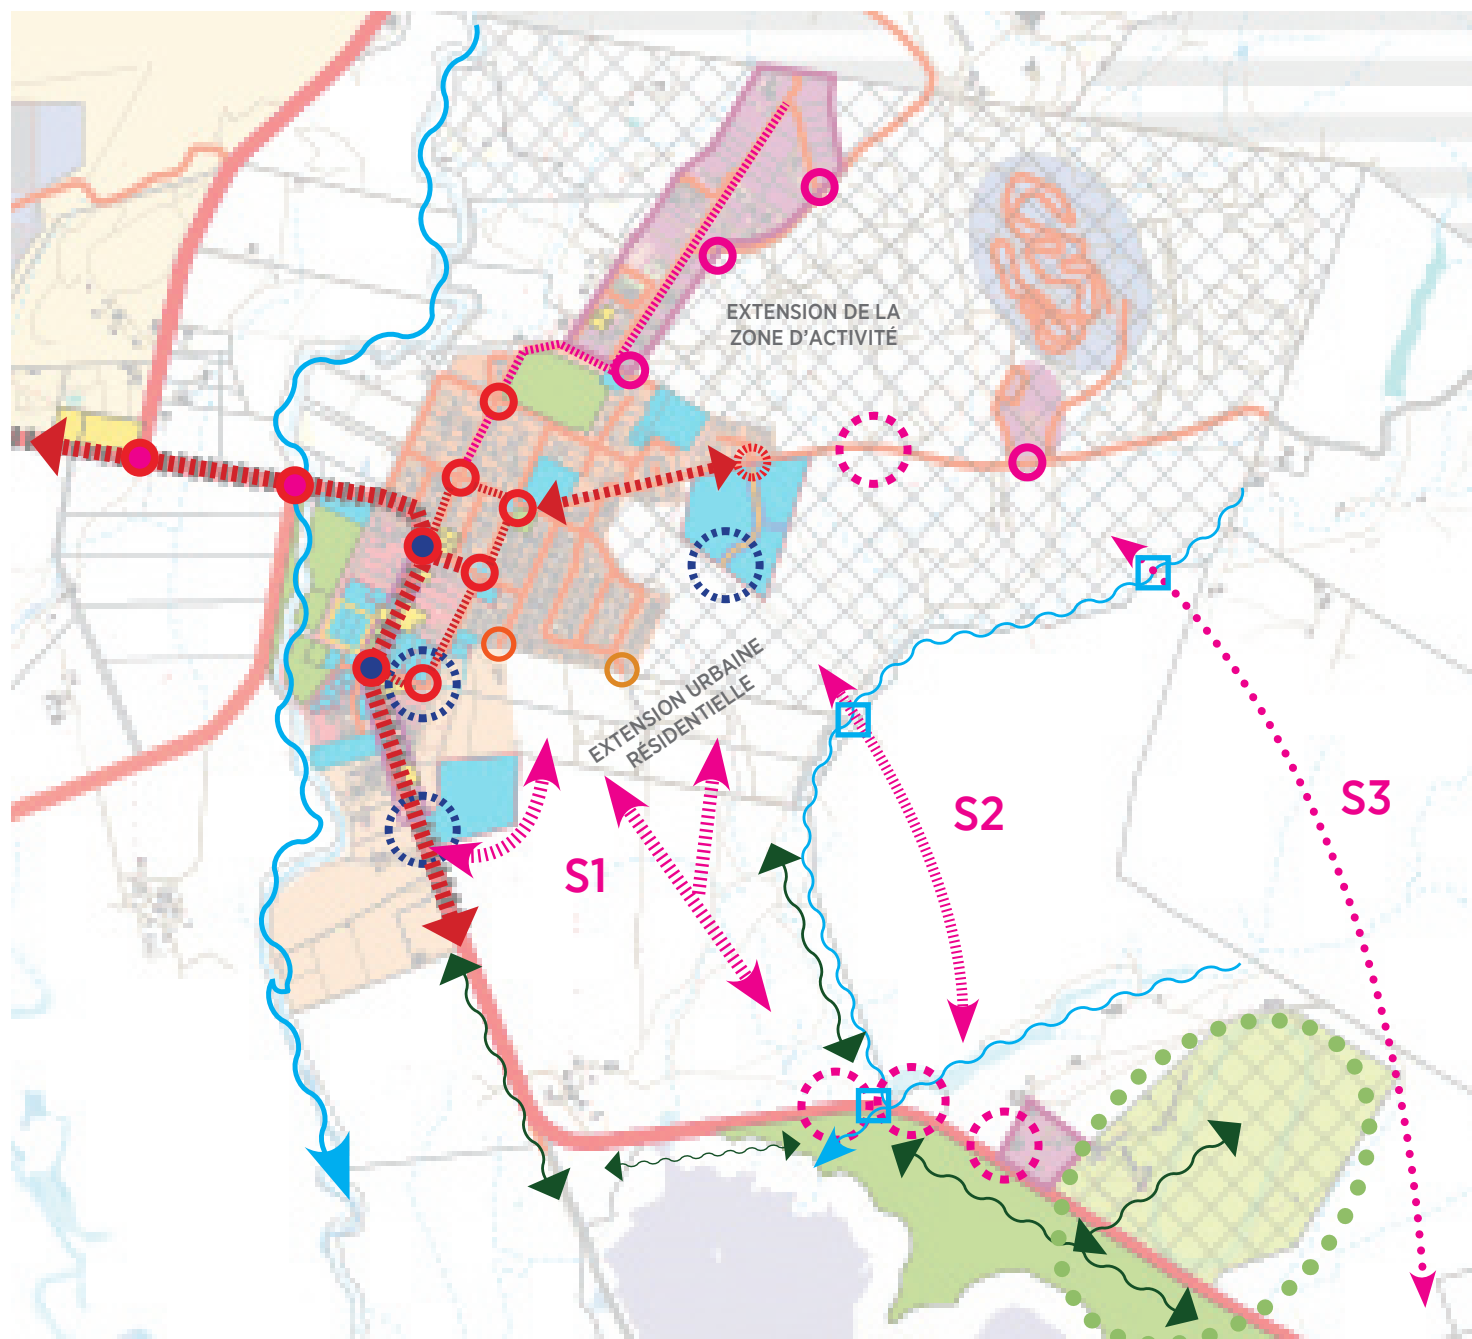 EXTENSION DE LA
ZONE D’ACTIVITÉ
EXTENSION URBAINE
RÉSIDENTIELLE
S1
S2
S3